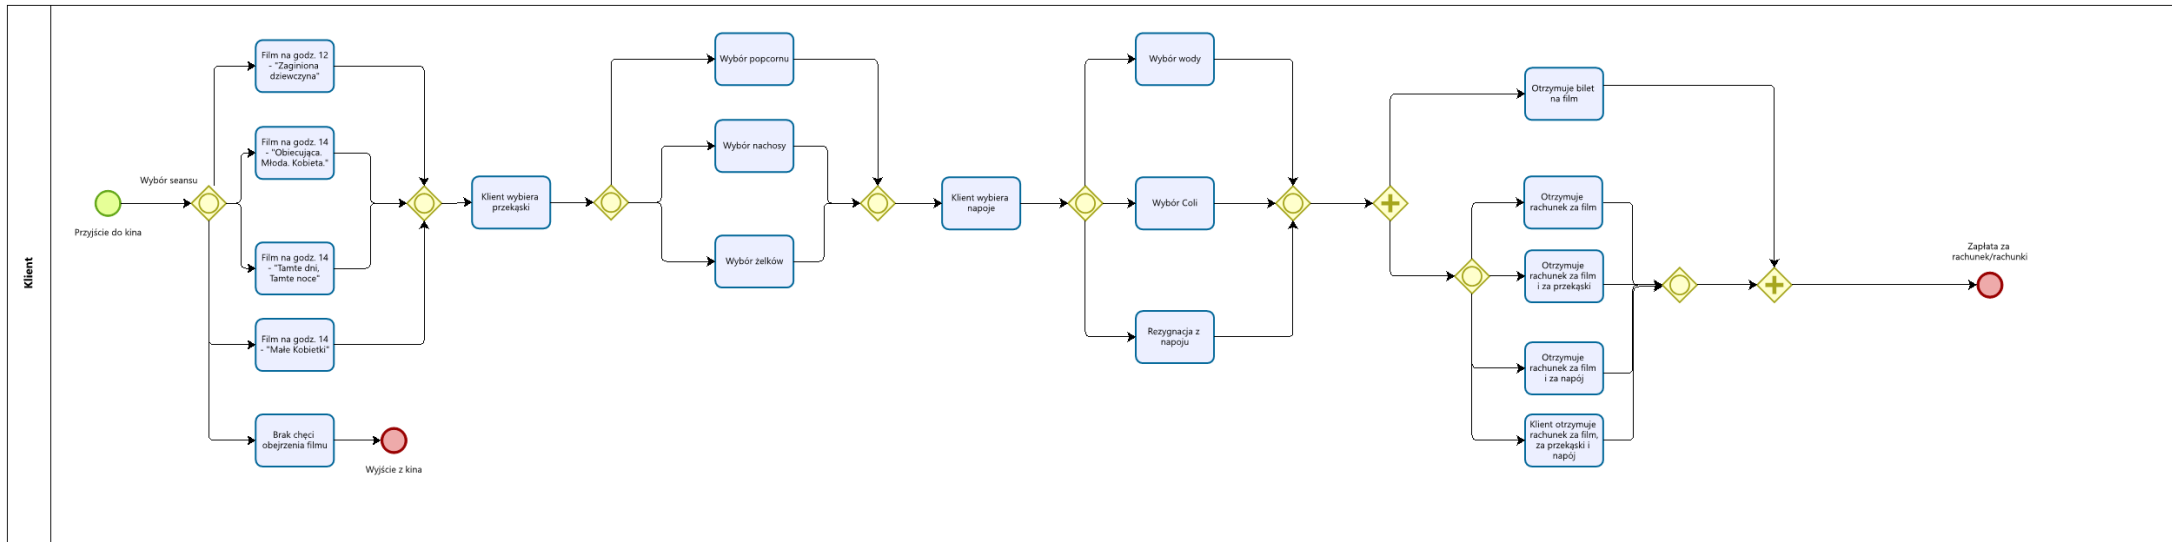 Klient
Przyjście do kina
Wybór seansu
Film na godz. 12
- "Zaginiona
dziewczyna"
Film na godz. 14
- "Obiecująca.
Młoda. Kobieta."
Film na godz. 14
- "Tamte dni,
Tamte noce"
Film na godz. 14
- "Małe Kobietki"
Brak chęci
obejrzenia filmu
Wyjście z kina
Klient wybiera
przekąski
Wybór popcornu
Wybór nachosy
Wybór żelków
Klient wybiera
napoje
Wybór wody
Wybór Coli
Rezygnacja z
napoju
Otrzymuje bilet
na film
Otrzymuje
rachunek za film
Otrzymuje
rachunek za film
i za przekąski
Otrzymuje
rachunek za film
i za napój
Klient otrzymuje
rachunek za film,
za przekąski i
napój
Zapłata za
rachunek/rachunki